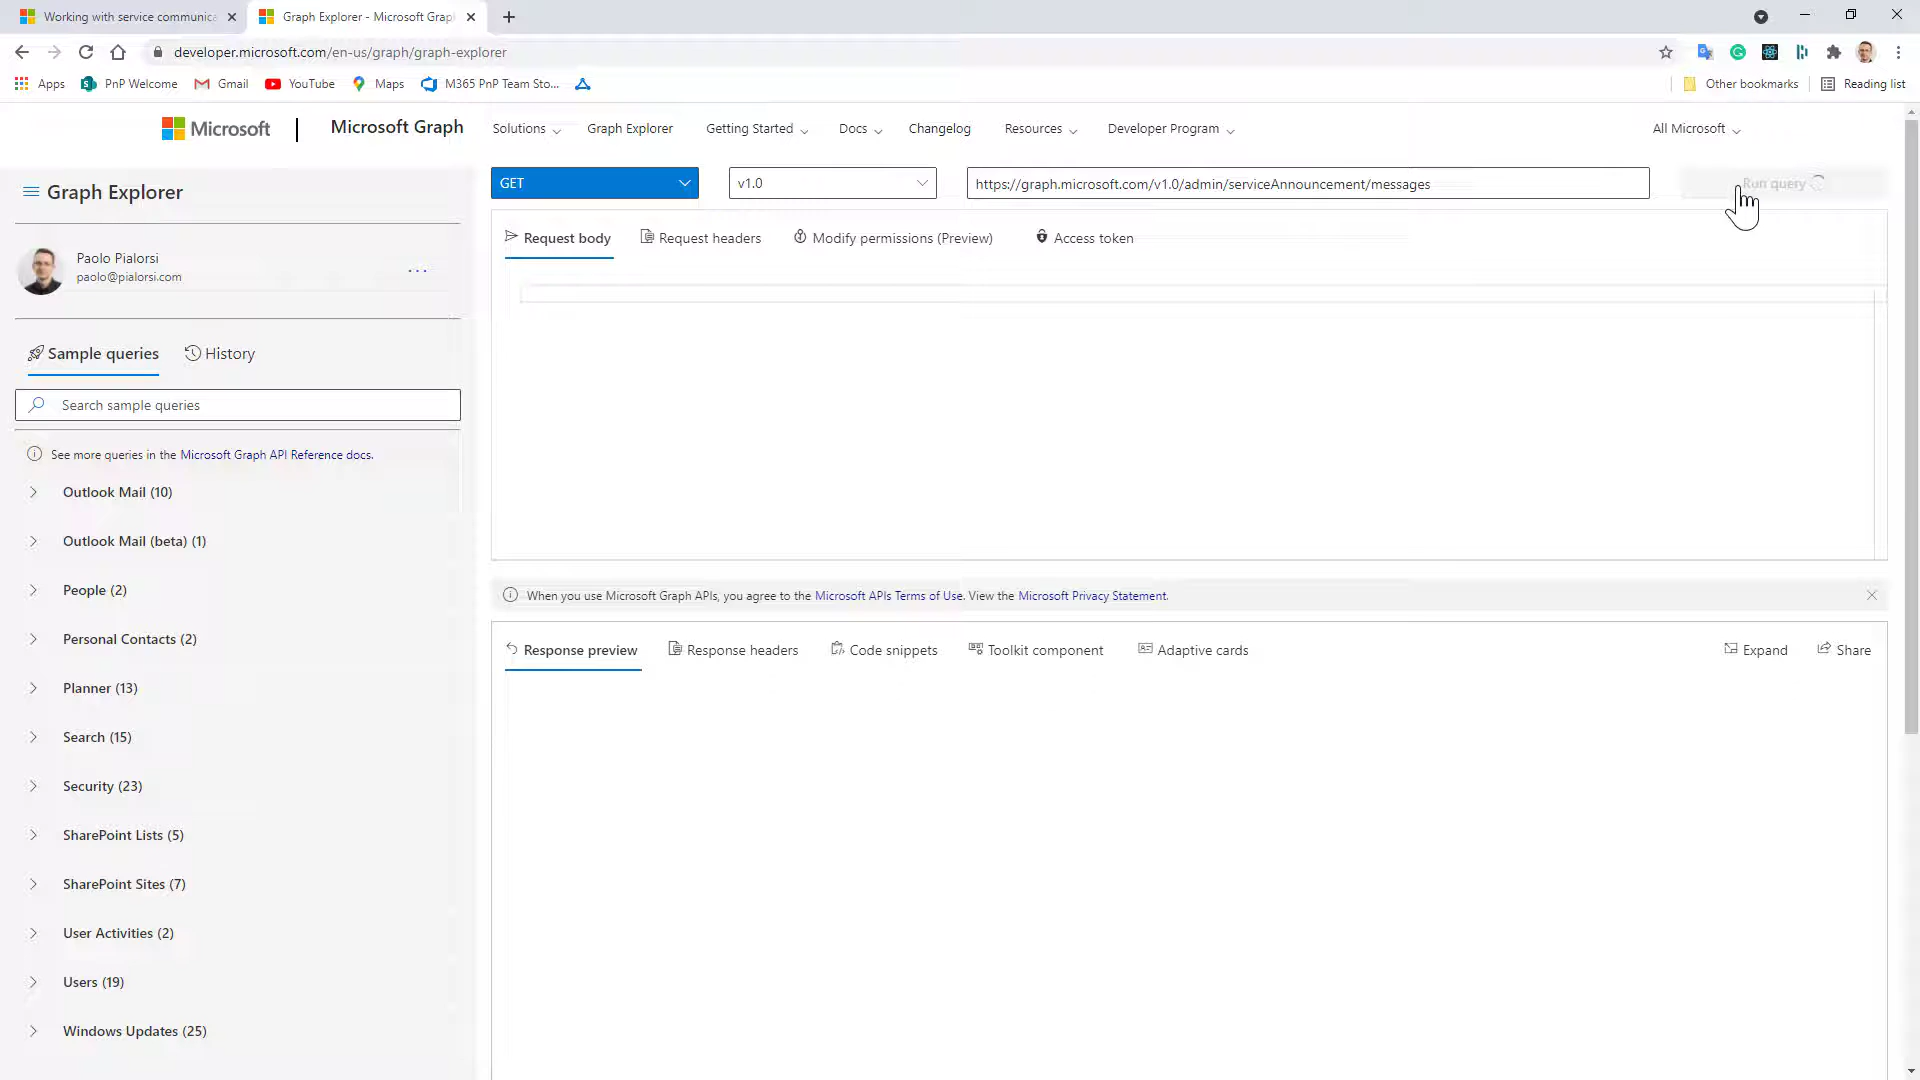 Working with service communica
Graph Explorer - Microsoft Grap
developer.microsoft.com/en-us/graph/graph-explorer
Apps
PnP Welcome
Gmail
YouTube
Maps
M365 PnP Team Sto...
Other bookmarks
Reading list
Microsoft
Microsoft Graph
Solutions
Graph Explorer
Getting Started
Docs
Changelog
Resources
Developer Program
All Microsoft
Graph Explorer
GET
v1.0
https://graph.microsoft.com/v1.0/admin/serviceAnnouncement/messages
Run query
Paolo Pialorsi
paolo@pialorsi.com
...
Request body
Request headers
Modify permissions (Preview)
Access token
Sample queries
History
Search sample queries
See more queries in the Microsoft Graph API Reference docs.
Outlook Mail (10)
Outlook Mail (beta) (1)
People (2)
Personal Contacts (2)
Planner (13)
Search (15)
Security (23)
SharePoint Lists (5)
SharePoint Sites (7)
User Activities (2)
Users (19)
Windows Updates (25)
When you use Microsoft Graph APIs, you agree to the Microsoft APIs Terms of Use. View the Microsoft Privacy Statement.
Response preview
Response headers
Code snippets
Toolkit component
Adaptive cards
Expand
Share